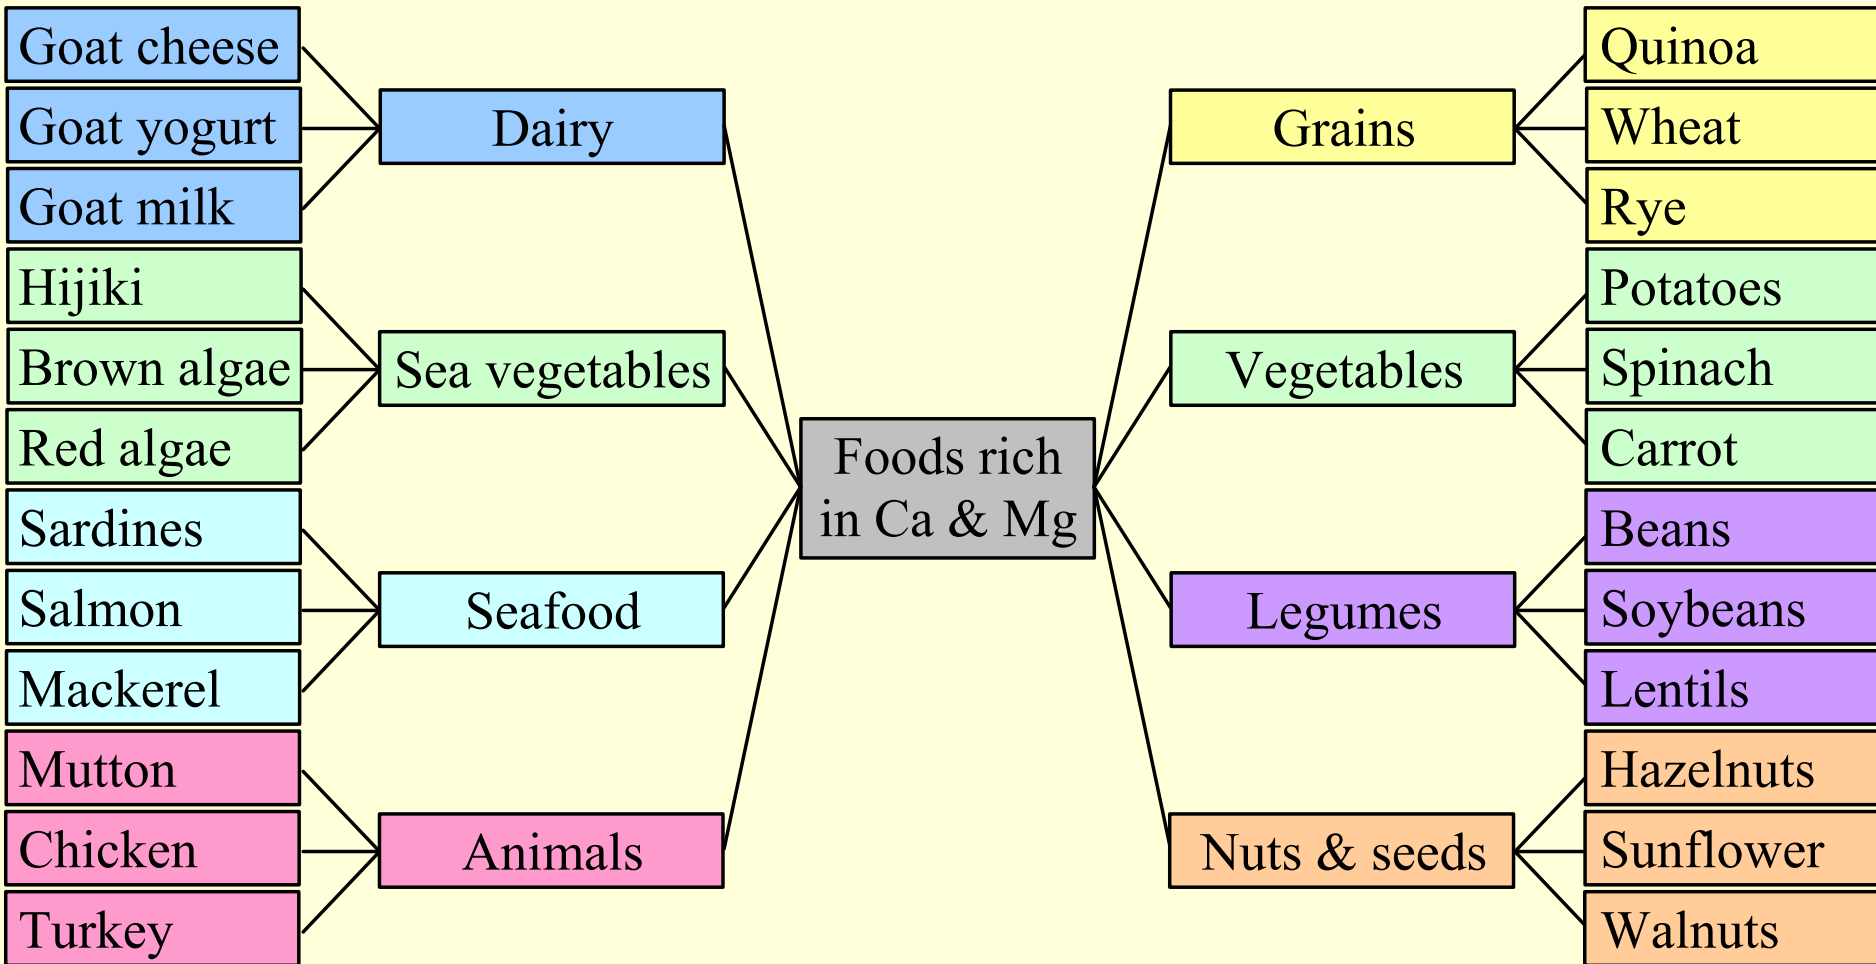 Goat cheese
Goat yogurt
Goat milk
Dairy
Hijiki
Brown algae
Red algae
Sea vegetables
Sardines
Salmon
Mackerel
Seafood
Mutton
Chicken
Turkey
Animals
Foods rich
in Ca & Mg
Grains
Quinoa
Wheat
Rye
Vegetables
Potatoes
Spinach
Carrot
Legumes
Beans
Soybeans
Lentils
Nuts & seeds
Hazelnuts
Sunflower
Walnuts